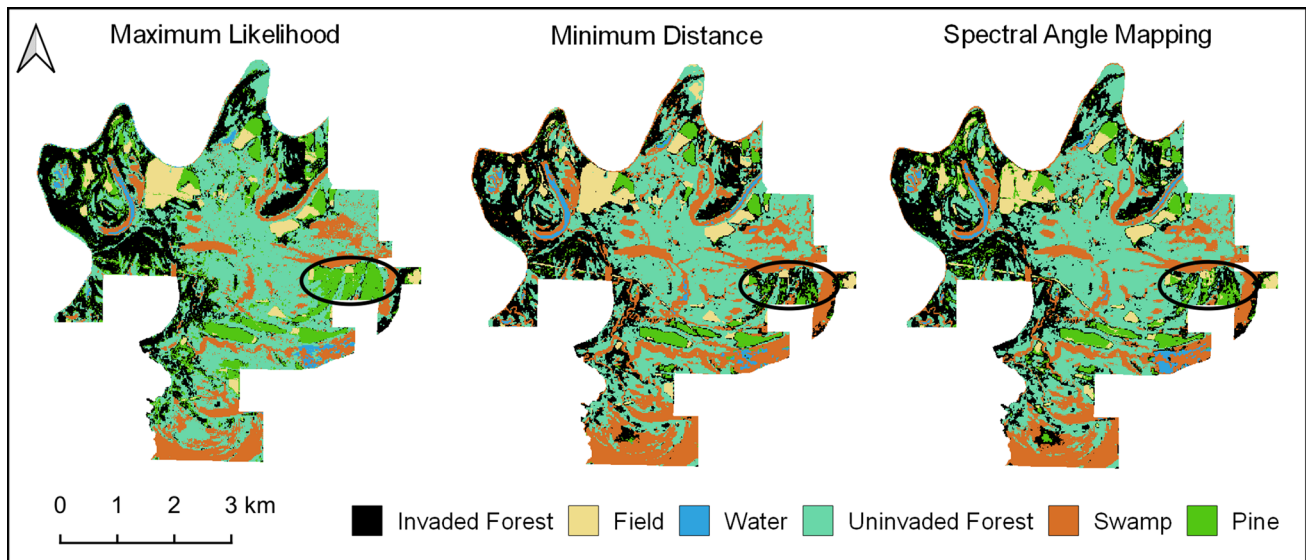 Maximum Likelihood Minimum Distance Spectral Angle Mapping
0 1 2 3 km
Invaded Forest Field Water Uninvaded Forest Swamp Pine